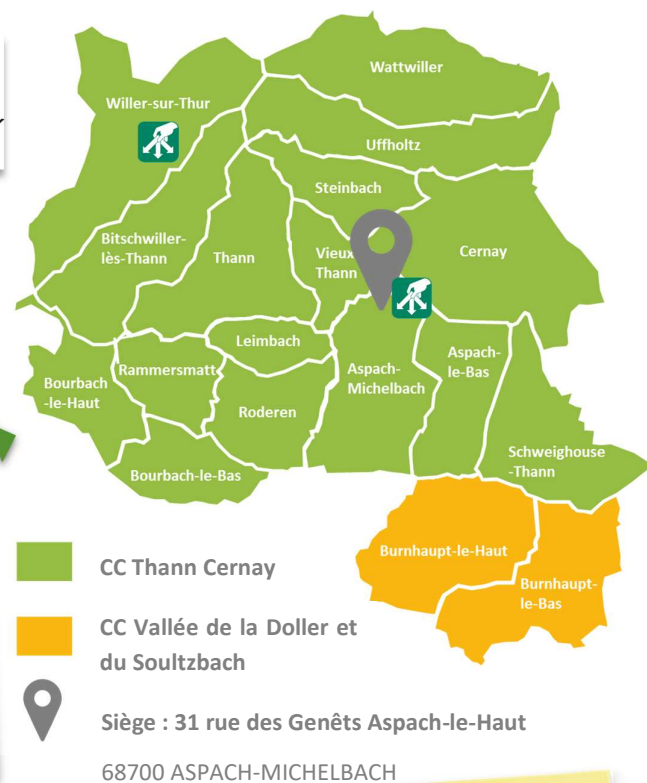 Wattwiller
Willer-sur-Thur
Uffholtz
Steinbach
Bitschwiller-
lès-Thann
Thann
Vieux
Thann
Cernay
Leimbach
Bourbach
-le-Haut
Rammersmatt
Roderen
Aspach-
Michelbach
Aspach-
le-Bas
Bourbach-le-Bas
Schweighouse
-Thann
Burnhaupt-le-Haut
Burnhaupt-
le-Bas
CC Thann Cernay
CC Vallée de la Doller et
du Soultzbach
Siège : 31 rue des Genêts Aspach-le-Haut
68700 ASPACH-MICHELBACH